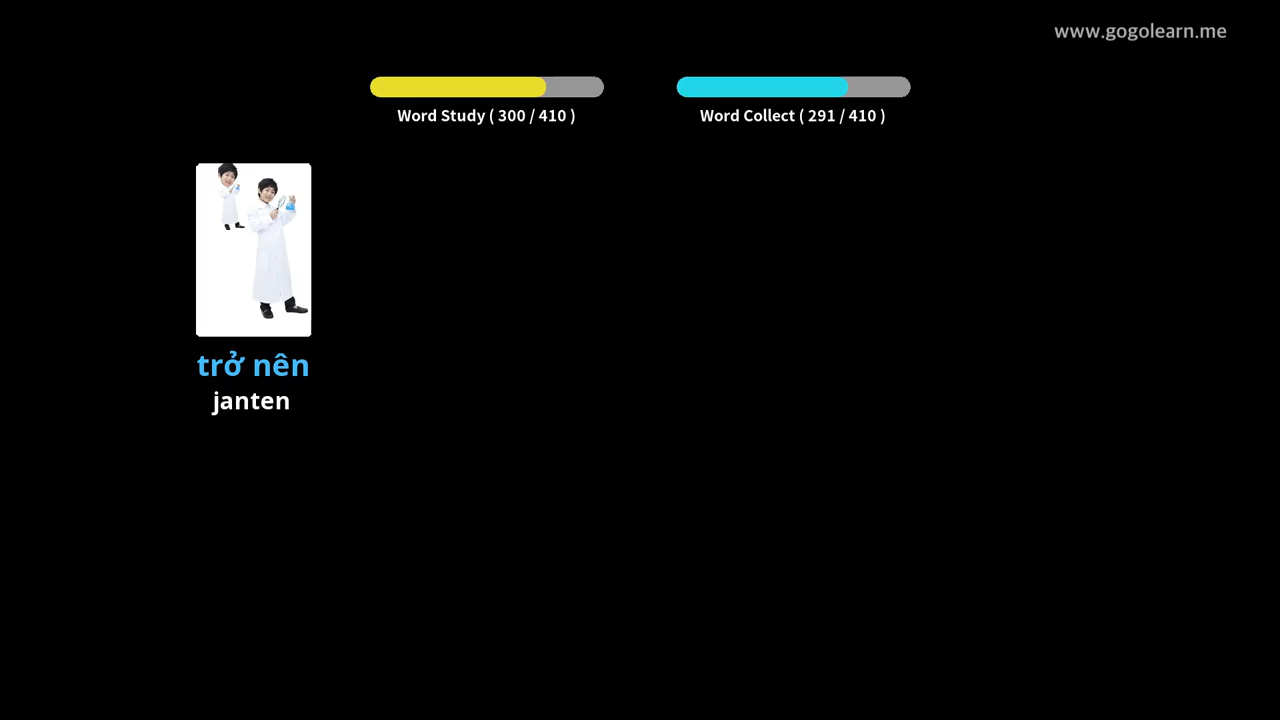 www.gogolearn.me
Word Study ( 300 / 410 )
Word Collect ( 291 / 410 )
trở nên
janten